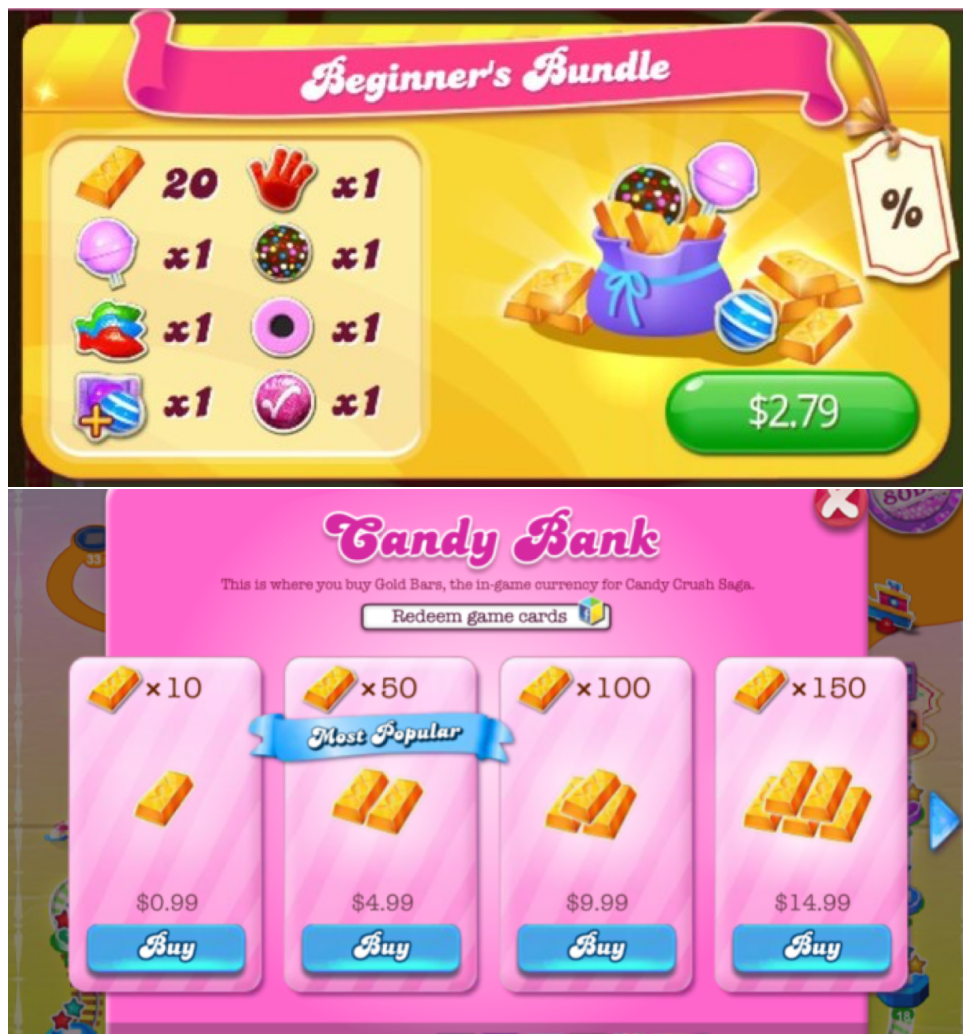 Beginner's Bundle
20 x1
%
x1 x1
x1 x1
x1 x1
$2.79
Candy Bank
This is where you buy Gold Bars, the in-game currency for Candy Crush Saga.
Redeem game cards
33
×10 ×50 ×100 ×150
Most Popular
$0.99 $4.99 $9.99 $14.99
Buy Buy Buy Buy
18